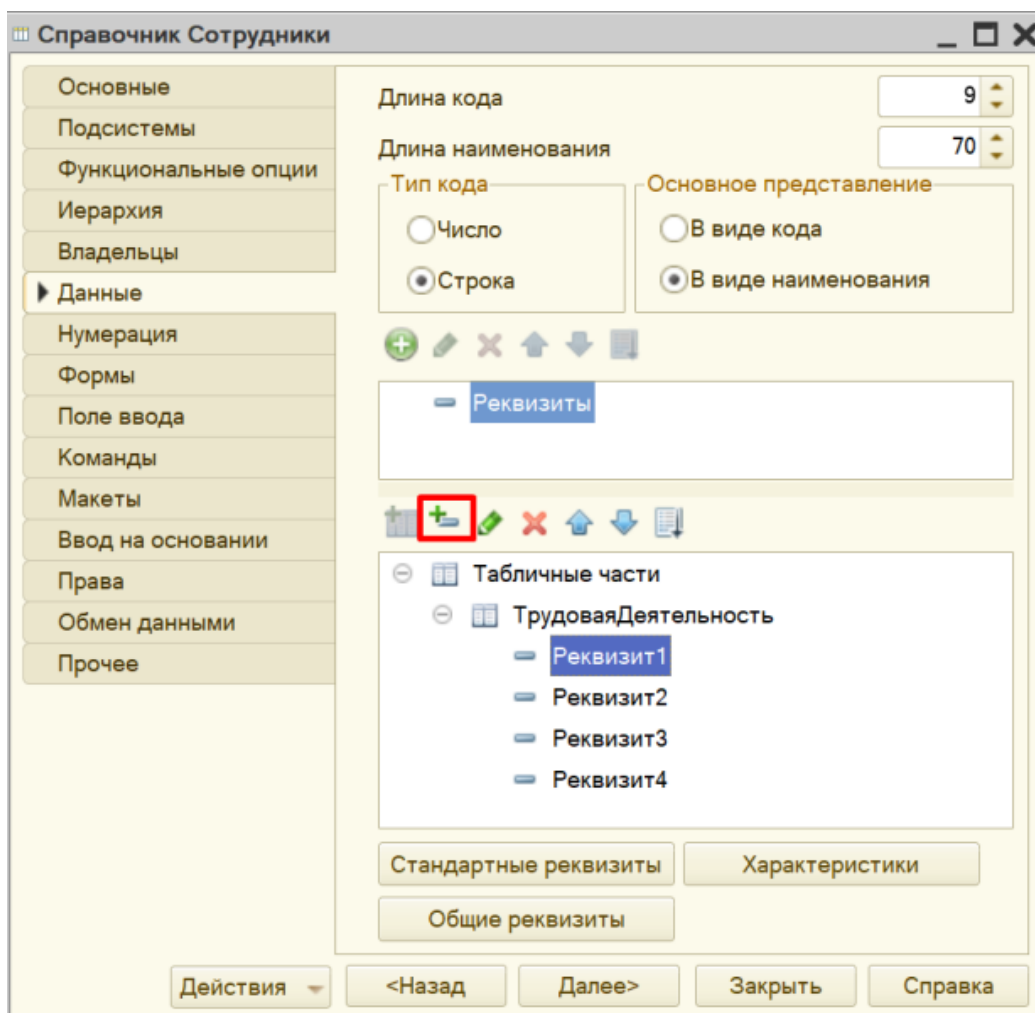 Справочник Сотрудники
Основные
Подсистемы
Функциональные опции
Иерархия
Владельцы
Данные
Нумерация
Формы
Поле ввода
Команды
Макеты
Ввод на основании
Права
Обмен данными
Прочее
Длина кода 9
Длина наименования 70
Тип кода
Число
Строка
Основное представление
В виде кода
В виде наименования
Реквизиты
Табличные части
ТрудоваяДеятельность
Реквизит1
Реквизит2
Реквизит3
Реквизит4
Стандартные реквизиты Характеристики
Общие реквизиты
Действия <Назад Далее> Закрыть Справка